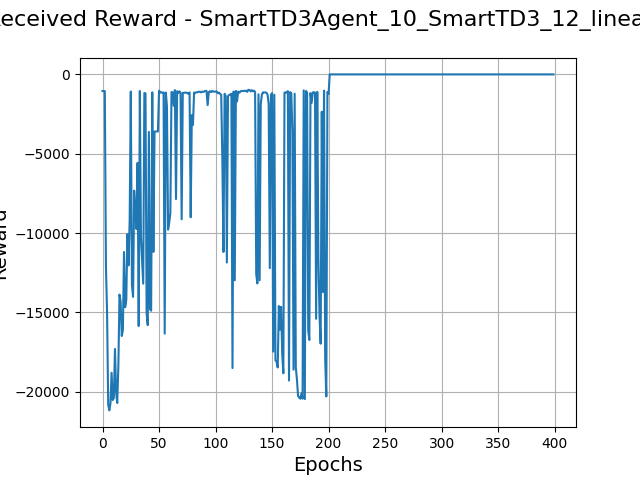 eceived Reward - SmartTD3Agent_10_SmartTD3_12_linea
0
−5000
−10000
−15000
−20000
Reward
0 50 100 150 200 250 300 350 400
Epochs